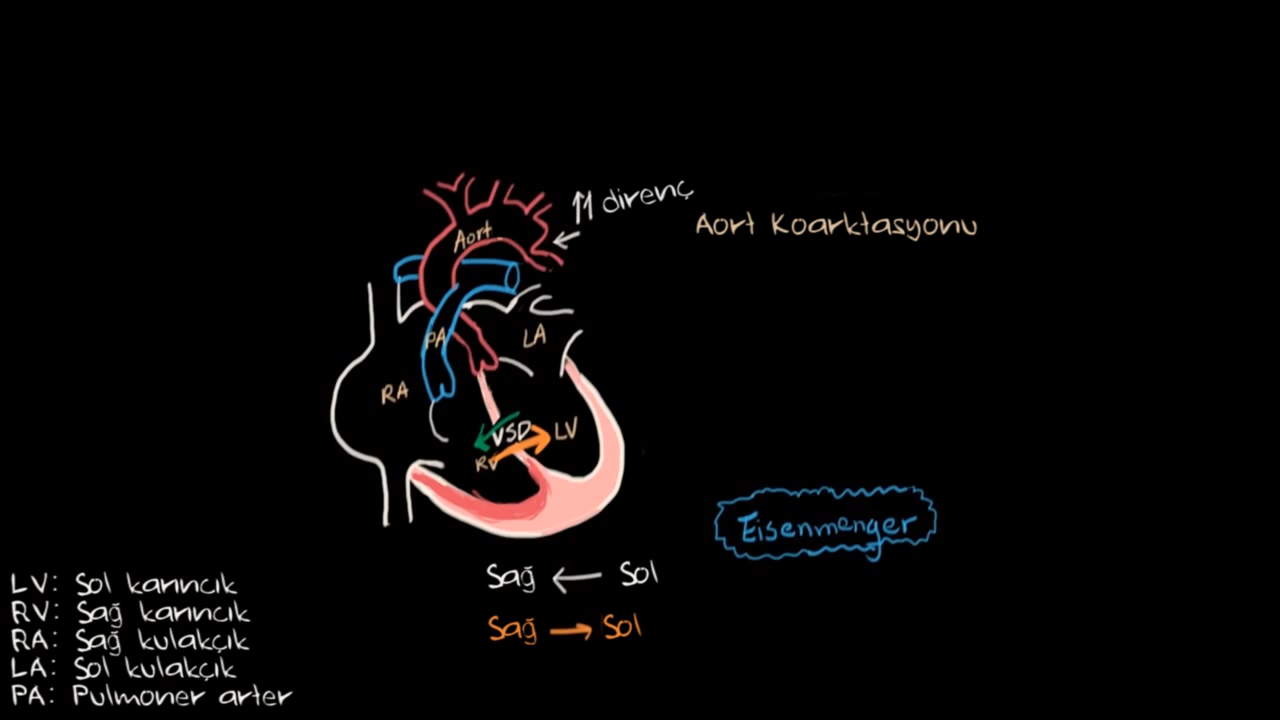 ⇈ direnç
Aort Koarktasyonu
Aort
PA
LA
RA
VSD
LV
RV
Eisenmenger
Sağ ← Sol
Sağ → Sol
LV: Sol karıncık
RV: Sağ karıncık
RA: Sağ kulakçık
LA: Sol kulakçık
PA: Pulmoner arter